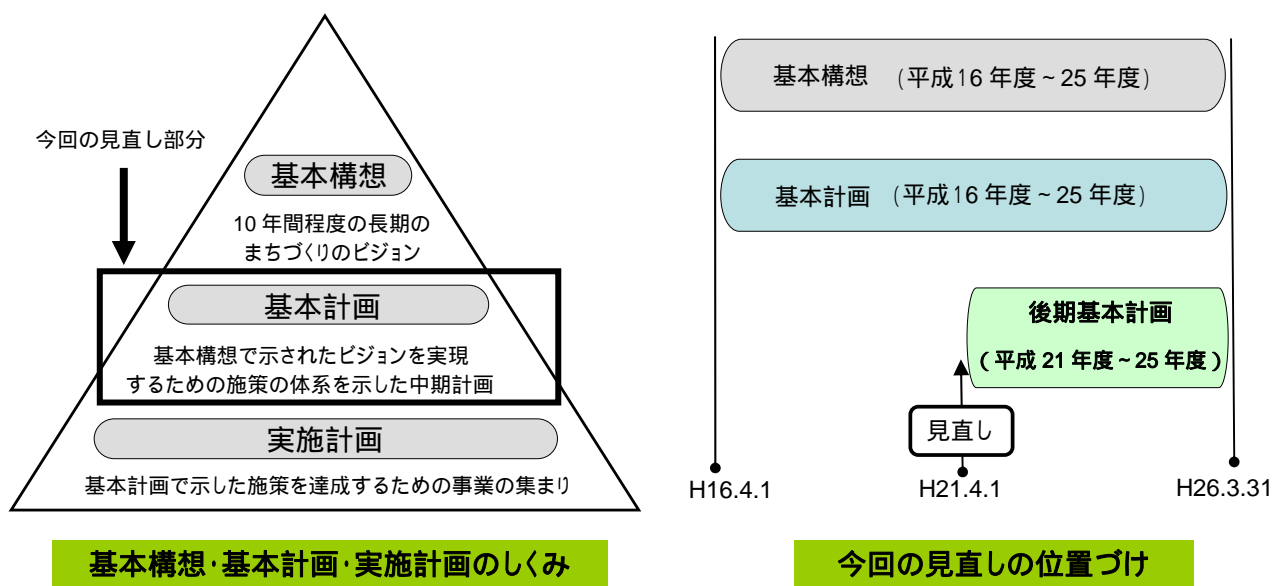 今回の見直し部分
基本構想
10 年間程度の長期の
まちづくりのビジョン
基本計画
基本構想で示されたビジョンを実現
するための施策の体系を示した中期計画
実施計画
基本計画で示した施策を達成するための事業の集まり
基本構想・基本計画・実施計画のしくみ
基本構想 (平成16 年度~25 年度)
基本計画 (平成16 年度~25 年度)
後期基本計画
(平成 21 年度~25 年度)
見直し
H16.4.1
H21.4.1
H26.3.31
今回の見直しの位置づけ